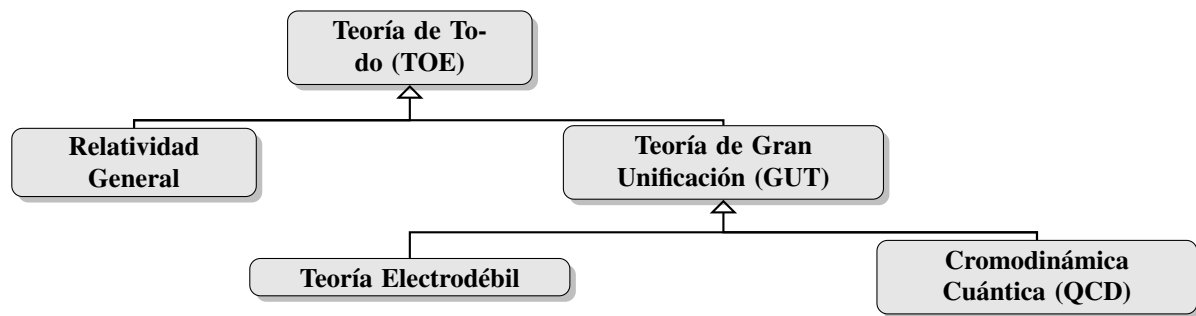 Teoría de To-
do (TOE)
Relatividad
General
Teoría de Gran
Unificación (GUT)
Teoría Electrodébil
Cromodinámica
Cuántica (QCD)